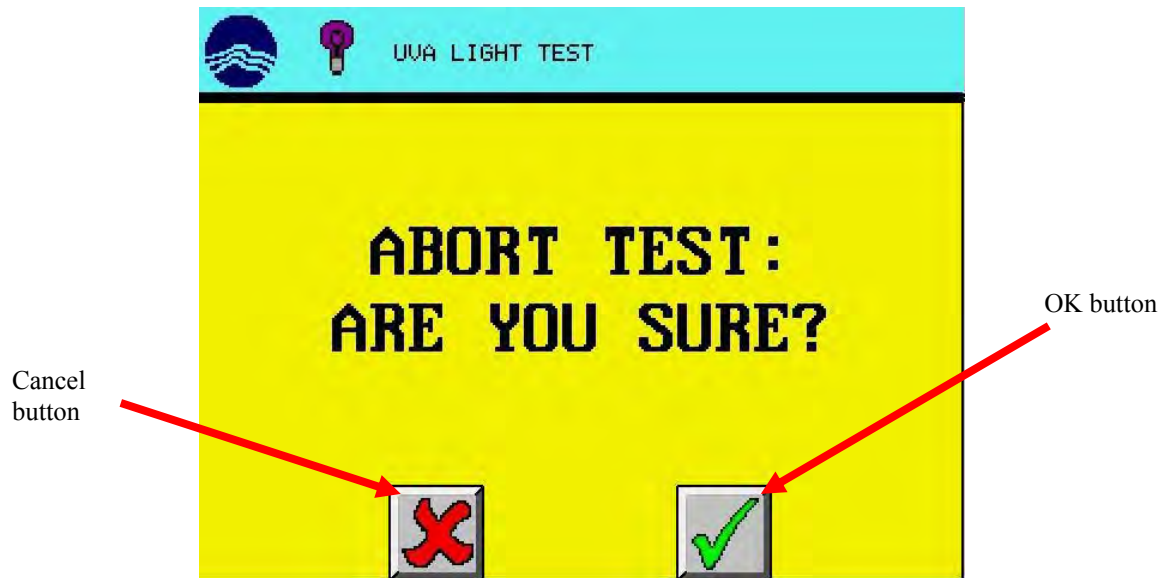 UVA LIGHT TEST
ABORT TEST:
ARE YOU SURE?
OK button
Cancel
button